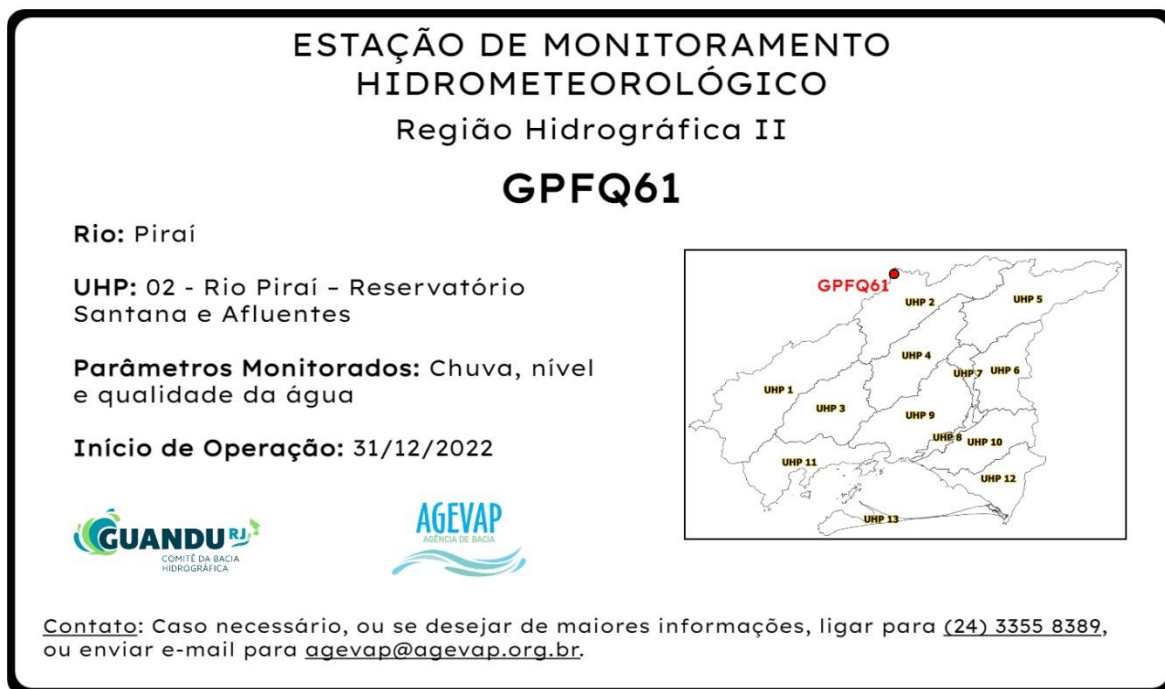 ESTAÇÃO DE MONITORAMENTO
HIDROMETEOROLÓGICO
Região Hidrográfica II
GPFQ61
Rio: Piraí
UHP: 02 - Rio Piraí – Reservatório
Santana e Afluentes
Parâmetros Monitorados: Chuva, nível
e qualidade da água
Início de Operação: 31/12/2022
GPFQ61
UHP 2
UHP 5
UHP 4
UHP 7
UHP 6
UHP 1
UHP 3
UHP 9
UHP 8
UHP 10
UHP 11
UHP 12
UHP 13
GUANDU RJ
COMITÊ DA BACIA
HIDROGRÁFICA
AGEVAP
AGÊNCIA DE BACIA
Contato: Caso necessário, ou se desejar de maiores informações, ligar para (24) 3355 8389,
ou enviar e-mail para agevap@agevap.org.br.